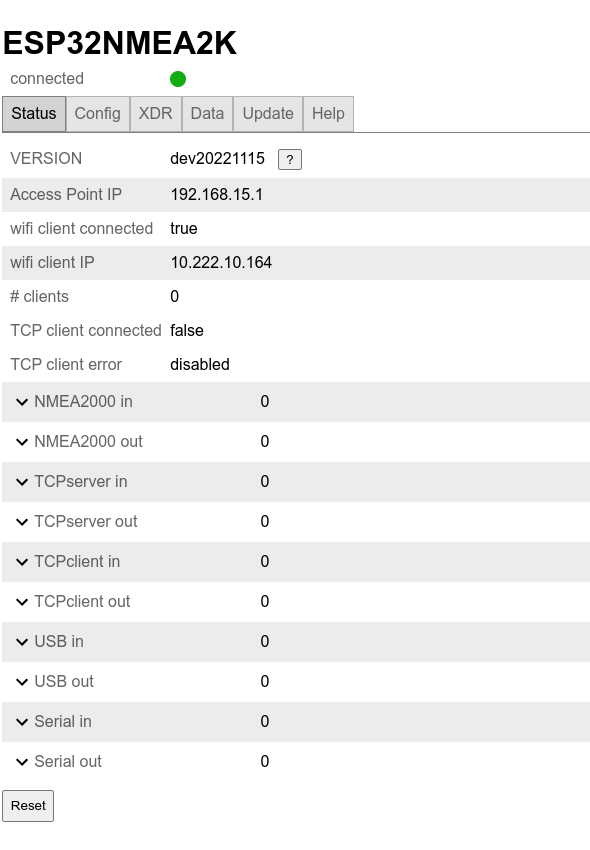 ESP32NMEA2K
connected
Status Config XDR Data Update Help
VERSION dev20221115 ?
Access Point IP 192.168.15.1
wifi client connected true
wifi client IP 10.222.10.164
# clients 0
TCP client connected false
TCP client error disabled
NMEA2000 in 0
NMEA2000 out 0
TCPserver in 0
TCPserver out 0
TCPclient in 0
TCPclient out 0
USB in 0
USB out 0
Serial in 0
Serial out 0
Reset